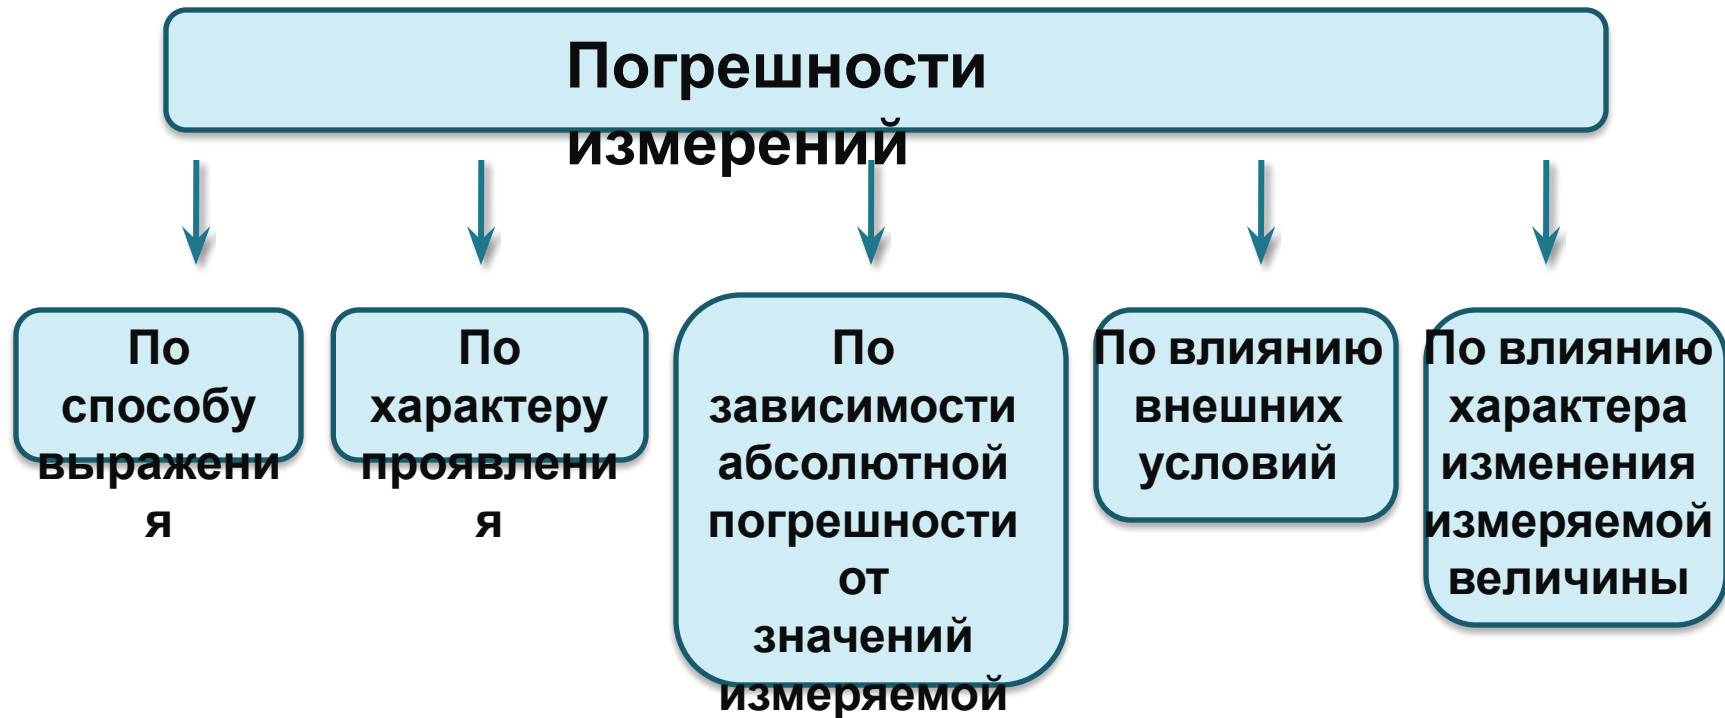 Погрешности
измерений
По
способу
выражени
я
По
характеру
проявлени
я
По
зависимости
абсолютной
погрешности
от
значений
измеряемой
По влиянию
внешних
условий
По влиянию
характера
изменения
измеряемой
величины